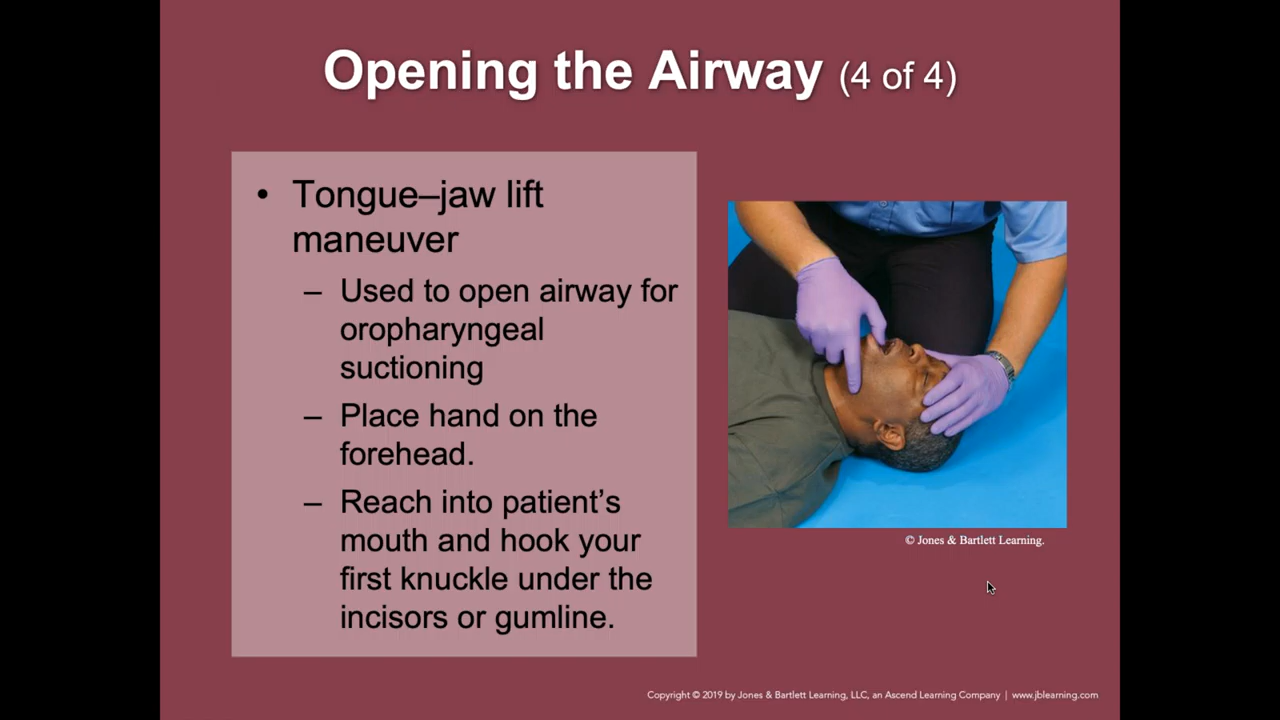 Opening the Airway (4 of 4)
• Tongue–jaw lift
maneuver
– Used to open airway for
oropharyngeal
suctioning
– Place hand on the
forehead.
– Reach into patient’s
mouth and hook your
first knuckle under the
incisors or gumline.
© Jones & Bartlett Learning.
Copyright © 2019 by Jones & Bartlett Learning, LLC, an Ascend Learning Company | www.jblearning.com